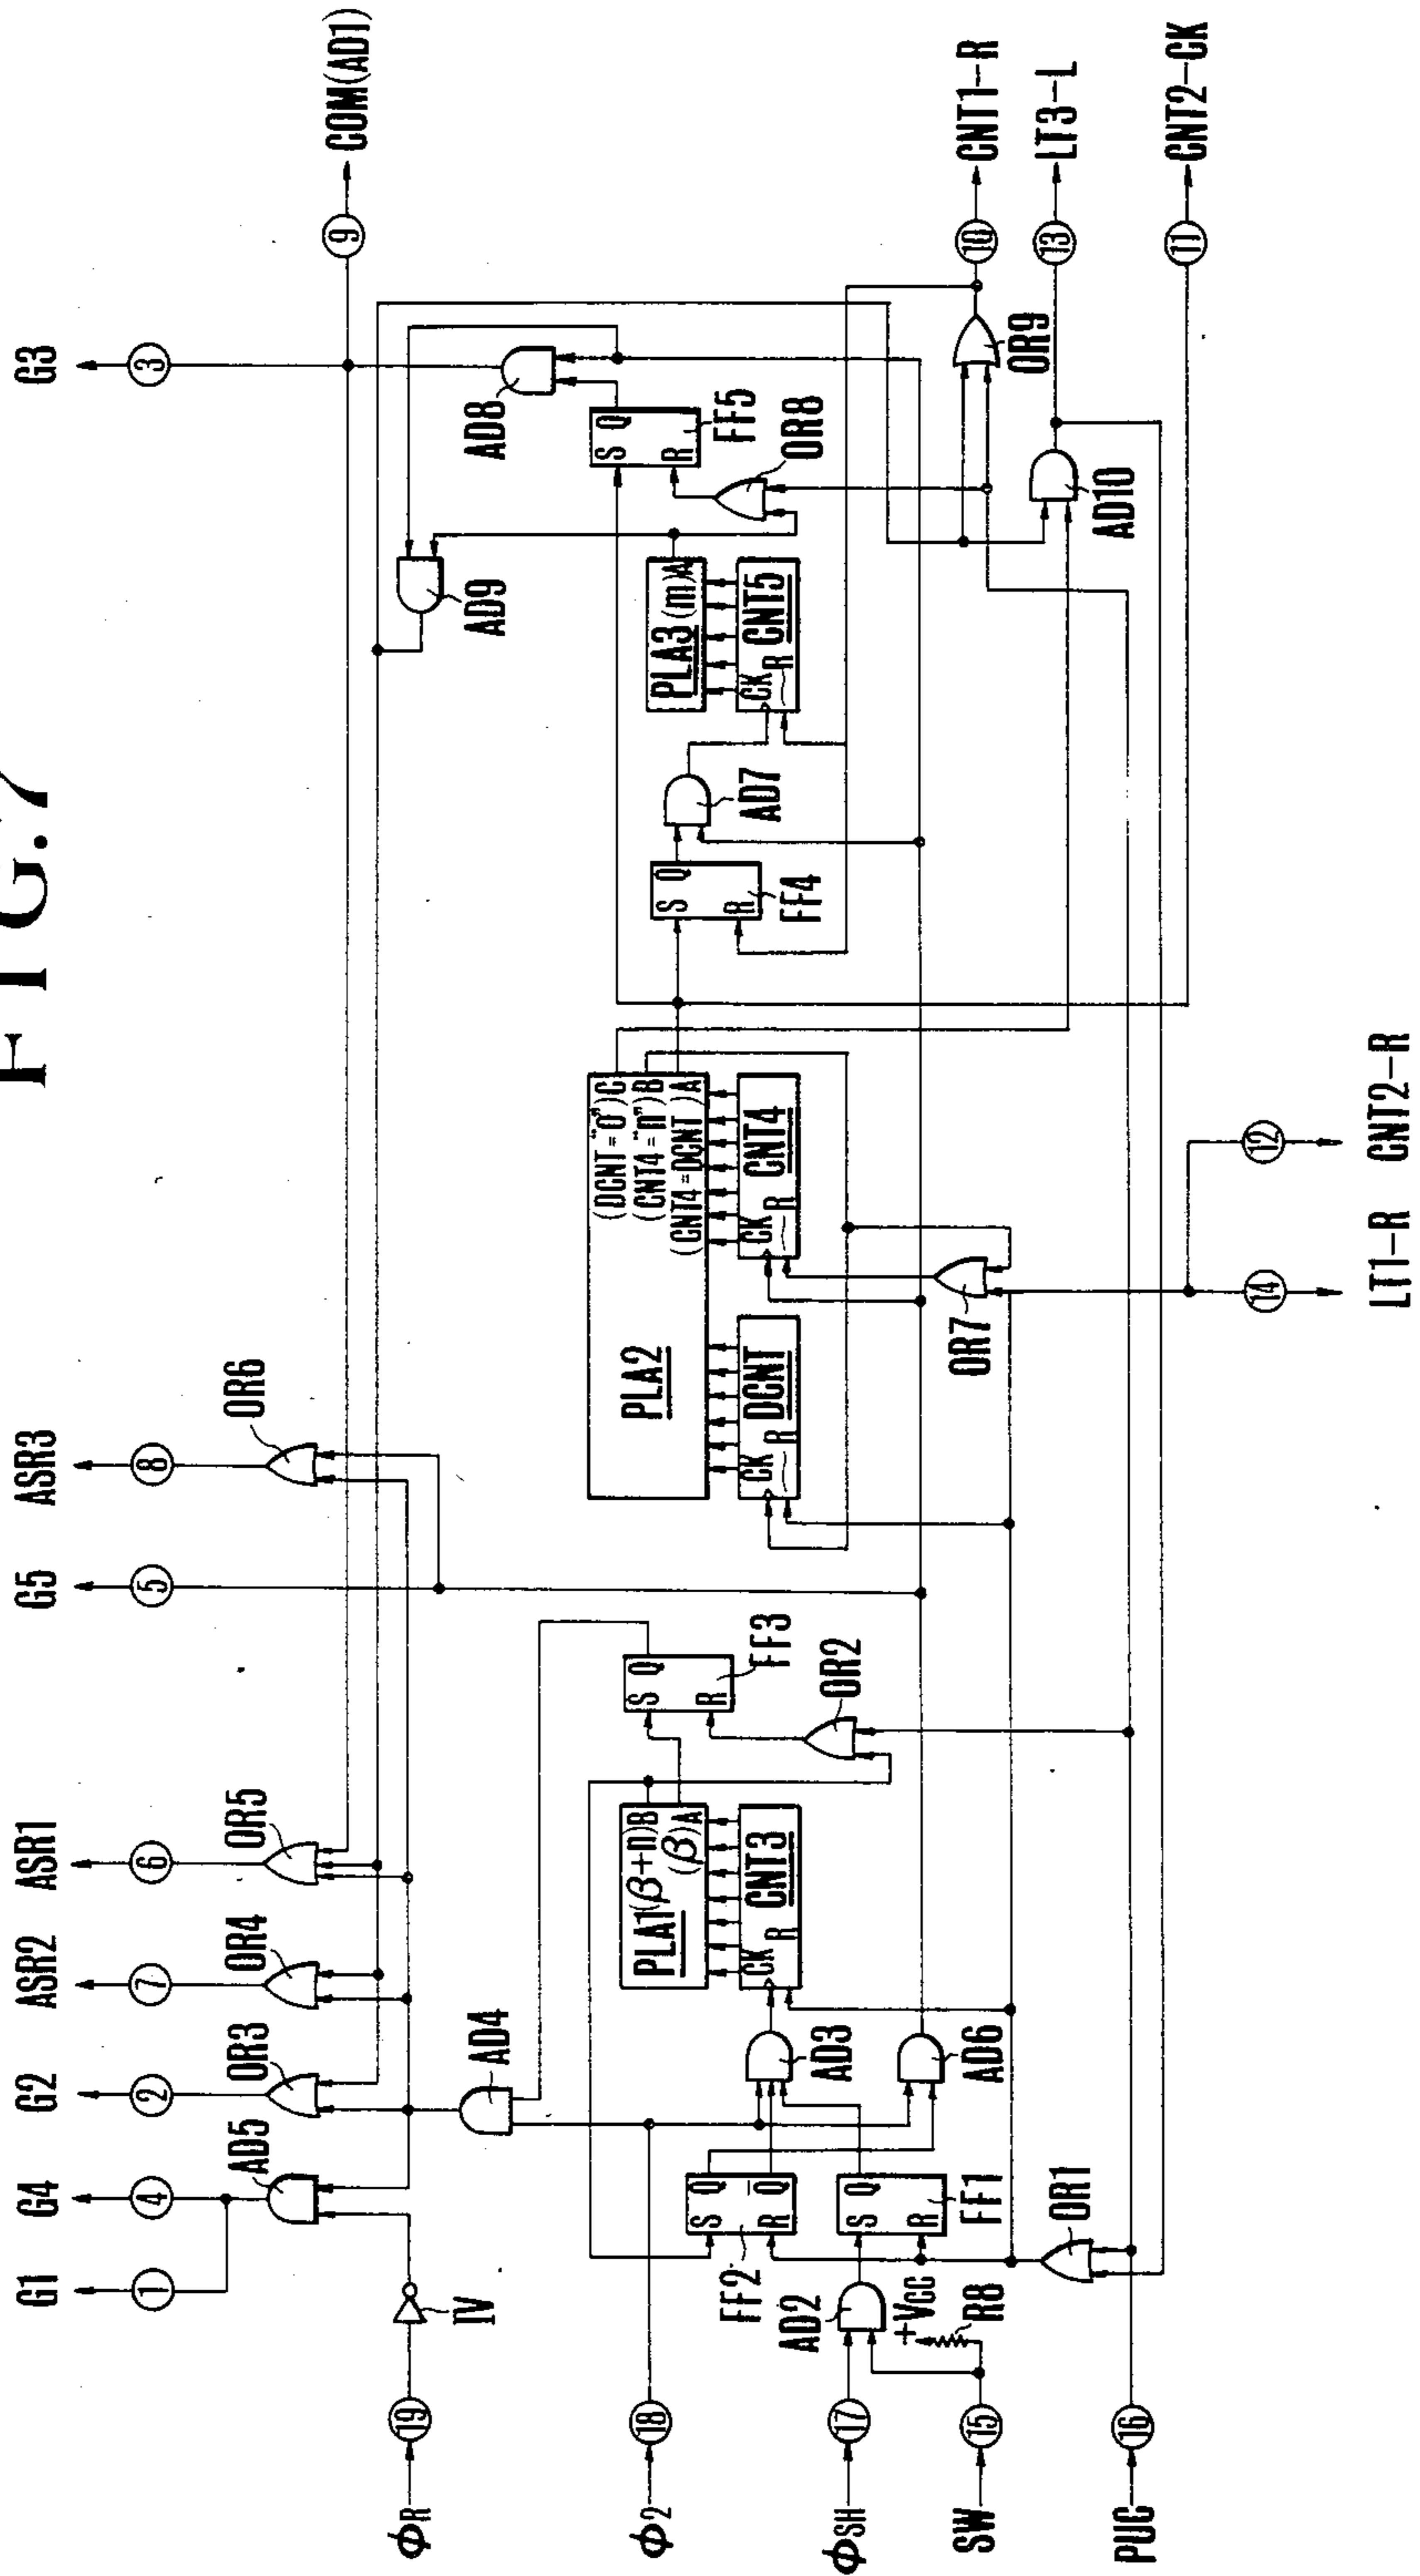 FIG.7
G1
G4
G2
ASR2
ASR1
G5
ASR3
G3
1
4
2
7
6
5
8
3
AD5
OR3
OR4
OR5
OR6
9
COM(AD1)
ΦR
19
IV
AD4
AD9
AD8
Φ2
18
S Q
R Q̄
FF2
PLA1
(β+n)B
(β)A
CK
R
CNT3
S Q
R
FF3
OR2
PLA2
(DCNT="0")C
(CNT4="n")B
(CNT4=DCNT)A
CK
R
DCNT
CK
R
CNT4
S Q
R
FF4
AD7
PLA3
(m)A
CK
R
CNT5
S Q
R
FF5
OR8
ΦSH
17
AD2
S Q
R
FF1
AD3
AD6
+VCC
R8
SW
15
OR1
OR7
OR9
10
CNT1-R
AD10
13
LT3-L
PUC
16
11
CNT2-CK
14
12
LT1-R
CNT2-R